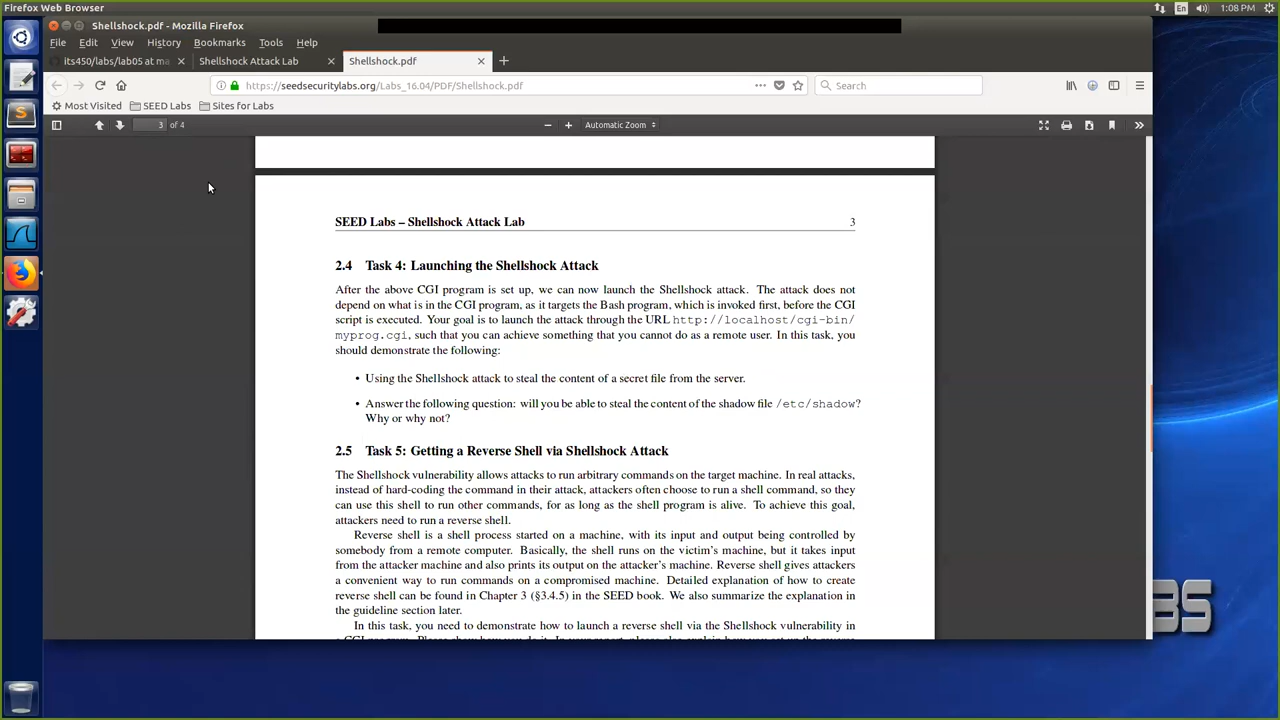 Firefox Web Browser
En
1:08 PM
Shellshock.pdf - Mozilla Firefox
File Edit View History Bookmarks Tools Help
its450/labs/lab05 at ma
Shellshock Attack Lab
Shellshock.pdf
https://seedsecuritylabs.org/Labs_16.04/PDF/Shellshock.pdf
Search
Most Visited
SEED Labs
Sites for Labs
3 of 4
Automatic Zoom
SEED Labs – Shellshock Attack Lab 3
2.4 Task 4: Launching the Shellshock Attack
After the above CGI program is set up, we can now launch the Shellshock attack. The attack does not
depend on what is in the CGI program, as it targets the Bash program, which is invoked first, before the CGI
script is executed. Your goal is to launch the attack through the URL http://localhost/cgi-bin/
myprog.cgi, such that you can achieve something that you cannot do as a remote user. In this task, you
should demonstrate the following:
• Using the Shellshock attack to steal the content of a secret file from the server.
• Answer the following question: will you be able to steal the content of the shadow file /etc/shadow?
Why or why not?
2.5 Task 5: Getting a Reverse Shell via Shellshock Attack
The Shellshock vulnerability allows attacks to run arbitrary commands on the target machine. In real attacks,
instead of hard-coding the command in their attack, attackers often choose to run a shell command, so they
can use this shell to run other commands, for as long as the shell program is alive. To achieve this goal,
attackers need to run a reverse shell.
Reverse shell is a shell process started on a machine, with its input and output being controlled by
somebody from a remote computer. Basically, the shell runs on the victim's machine, but it takes input
from the attacker machine and also prints its output on the attacker's machine. Reverse shell gives attackers
a convenient way to run commands on a compromised machine. Detailed explanation of how to create
reverse shell can be found in Chapter 3 (§3.4.5) in the SEED book. We also summarize the explanation in
the guideline section later.
In this task, you need to demonstrate how to launch a reverse shell via the Shellshock vulnerability in
BS